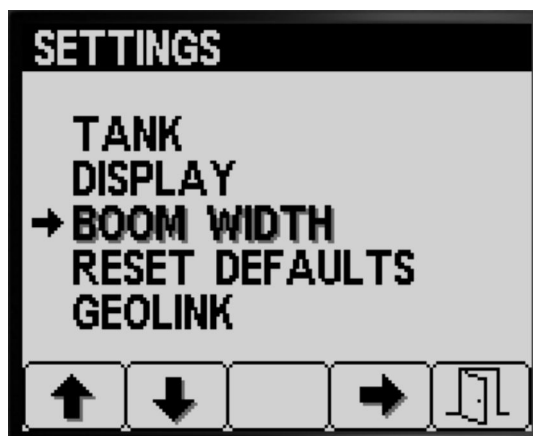 SETTINGS
TANK
DISPLAY
BOOM WIDTH
RESET DEFAULTS
GEOLINK